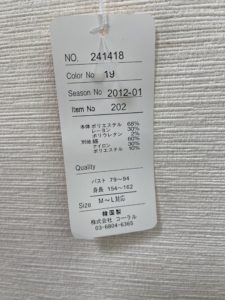 NO. 241418
Color No 19
Season No 2012-01
Item No 202
本体 ポリエステル 68%
レーヨン 30%
ポリウレタン 2%
別地 綿 60%
ナイロン 30%
ポリエステル 10%
Quality
バスト 79〜94
身長 154〜162
Size M〜L対応
韓国製
株式会社 コーラル
03-6804-6365